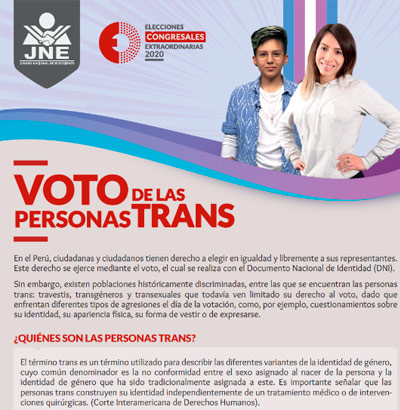 JNE
JURADO NACIONAL DE ELECCIONES
ELECCIONES
CONGRESALES
EXTRAORDINARIAS
2020
VOTO DE LAS
PERSONAS TRANS
En el Perú, ciudadanas y ciudadanos tienen derecho a elegir en igualdad y libremente a sus representantes.
Este derecho se ejerce mediante el voto, el cual se realiza con el Documento Nacional de Identidad (DNI).
Sin embargo, existen poblaciones históricamente discriminadas, entre las que se encuentran las personas
trans: travestis, transgéneros y transexuales que todavía ven limitado su derecho al voto, dado que
enfrentan diferentes tipos de agresiones el día de la votación, como, por ejemplo, cuestionamientos sobre
su identidad, su apariencia física, su forma de vestir o de expresarse.
¿QUIÉNES SON LAS PERSONAS TRANS?
El término trans es un término utilizado para describir las diferentes variantes de la identidad de género,
cuyo común denominador es la no conformidad entre el sexo asignado al nacer de la persona y la
identidad de género que ha sido tradicionalmente asignada a este. Es importante señalar que las
personas trans construyen su identidad independientemente de un tratamiento médico o de interven-
ciones quirúrgicas. (Corte Interamericana de Derechos Humanos).